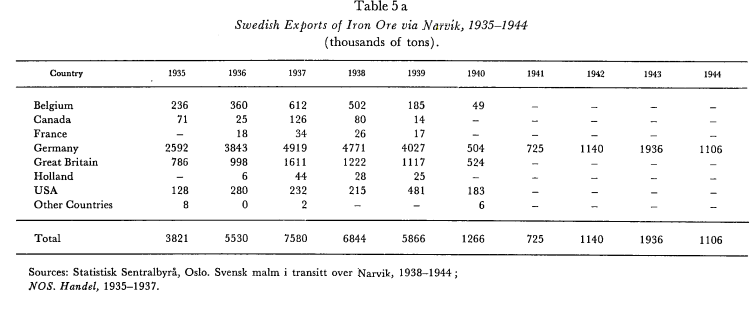 Table 5 a
Swedish Exports of Iron Ore via Narvik, 1935–1944
(thousands of tons).
Country 1935 1936 1937 1938 1939 1940 1941 1942 1943 1944
Belgium 236 360 612 502 185 49 – – – –
Canada 71 25 126 80 14 – – – – –
France – 18 34 26 17 – – – – –
Germany 2592 3843 4919 4771 4027 504 725 1140 1936 1106
Great Britain 786 998 1611 1222 1117 524 – – – –
Holland – 6 44 28 25 – – – – –
USA 128 280 232 215 481 183 – – – –
Other Countries 8 0 2 – – 6 – – – –
Total 3821 5530 7580 6844 5866 1266 725 1140 1936 1106
Sources: Statistisk Sentralbyrå, Oslo. Svensk malm i transitt over Narvik, 1938–1944;
NOS. Handel, 1935–1937.